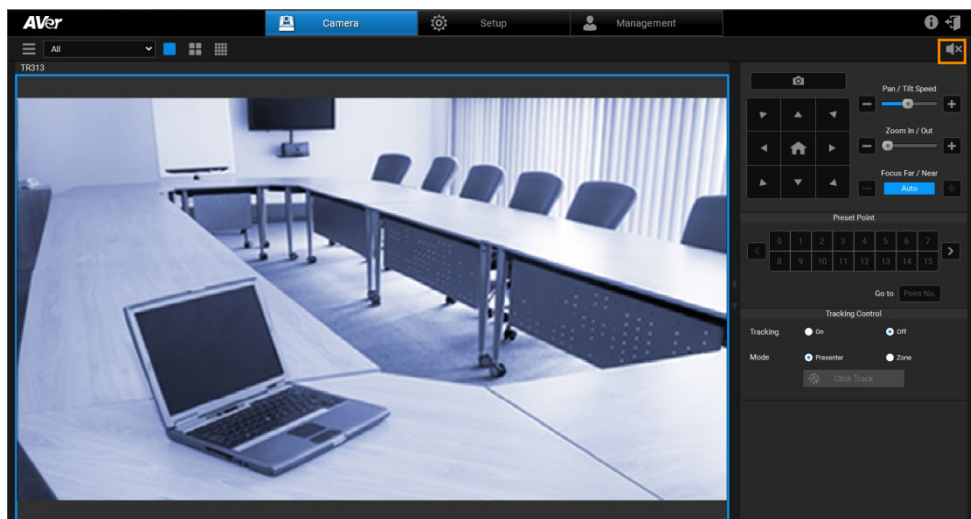 AVer
Camera
Setup
Management
All
TR313
Pan / Tilt Speed
Zoom In / Out
Focus Far / Near
Auto
Preset Point
0 1 2 3 4 5 6 7
8 9 10 11 12 13 14 15
Go to Point No.
Tracking Control
Tracking On Off
Mode Presenter Zone
Click Track